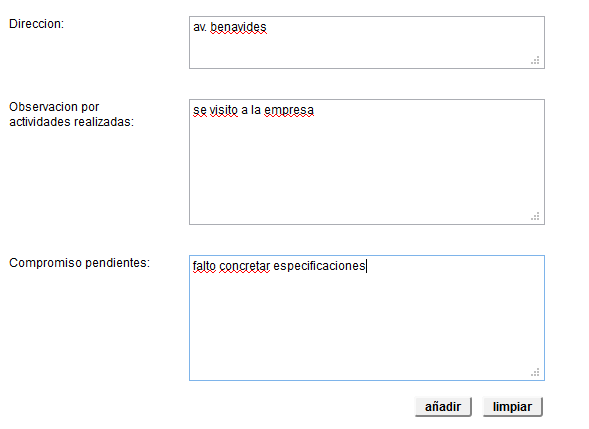 Direccion:
av. benavides
Observacion por
actividades realizadas:
se visito a la empresa
Compromiso pendientes:
falto concretar especificaciones
añadir
limpiar